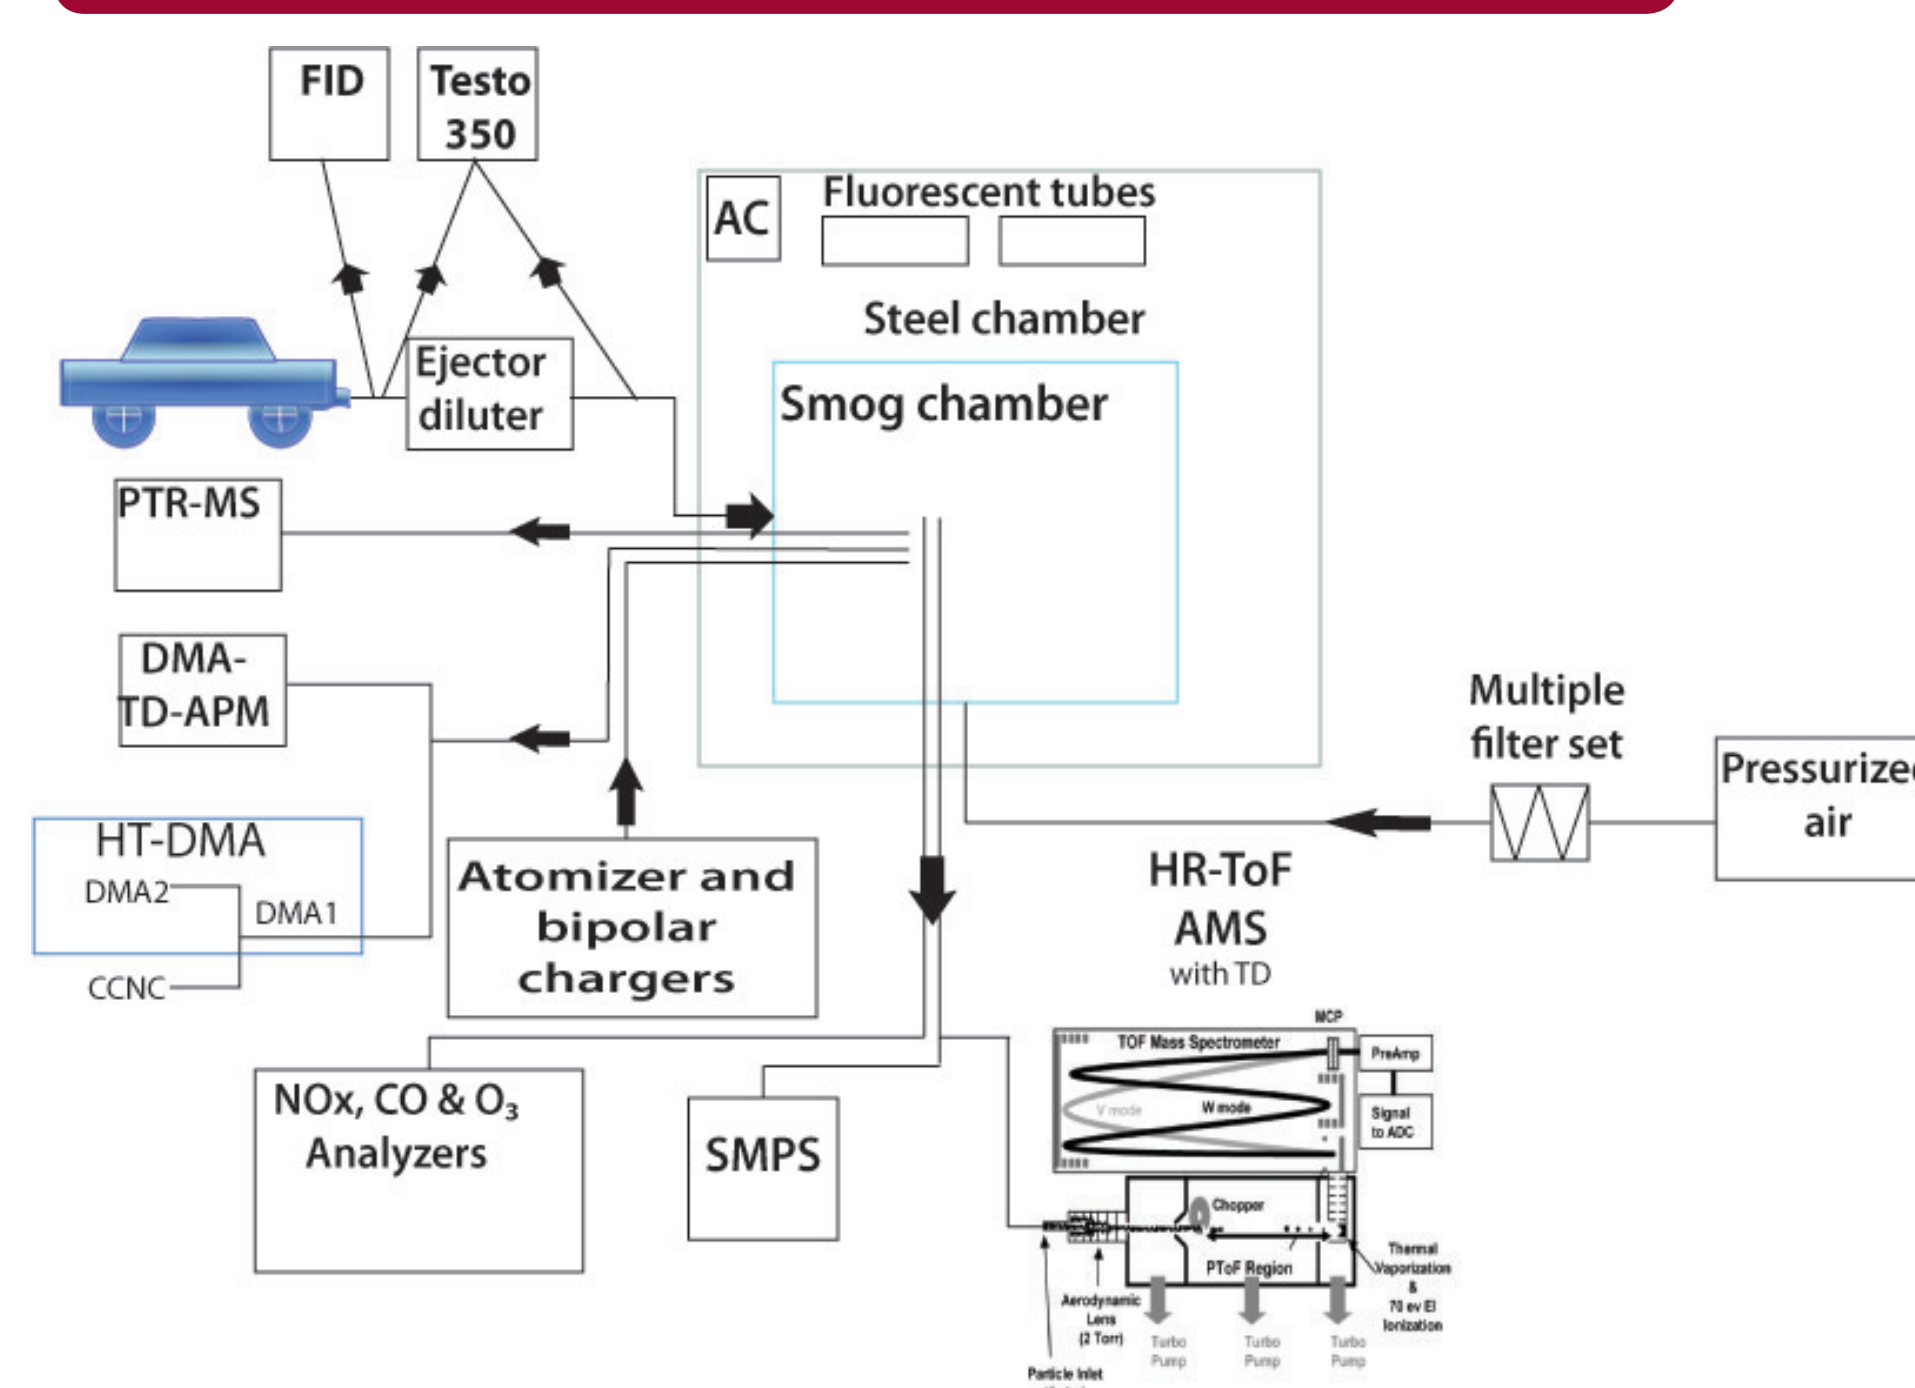 FID
Testo
350
AC
Fluorescent tubes
Steel chamber
Ejector
diluter
Smog chamber
PTR-MS
DMA-
TD-APM
Multiple
filter set
Pressurized
air
HT-DMA
DMA2
DMA1
CCNC
Atomizer and
bipolar
chargers
HR-ToF
AMS
with TD
MCP
TOF Mass Spectrometer
PreAmp
V mode
W mode
Signal
to ADC
NOx, CO & O₃
Analyzers
SMPS
Chopper
PToF Region
Thermal
Vaporization
&
70 ev EI
Ionization
Aerodynamic
Lens
(2 Torr)
Turbo
Pump
Turbo
Pump
Turbo
Pump
Particle Inlet